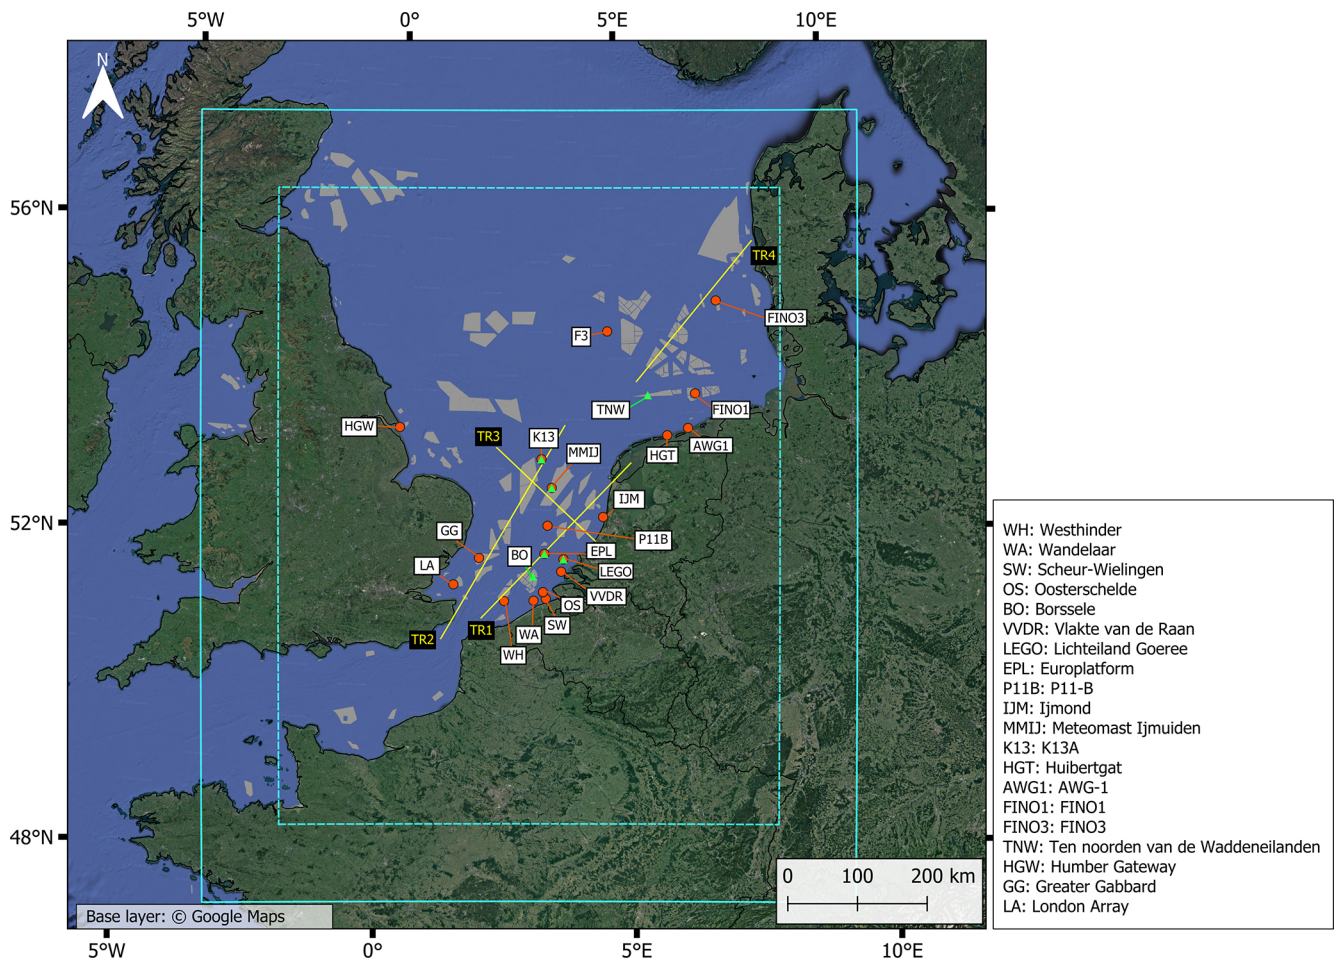 5°W 0° 5°E 10°E
N
56°N
TR4
FINO3
F3
TNW
FINO1
HGW
K13
TR3
MMIJ
AWG1
HGT
IJM
52°N
GG
P11B
BO
EPL
LA
LEGO
VVDR
OS
SW
TR1
WA
TR2
WH
48°N
0 100 200 km
Base layer: © Google Maps
5°W 0° 5°E 10°E
WH: Westhinder
WA: Wandelaar
SW: Scheur-Wielingen
OS: Oosterschelde
BO: Borssele
VVDR: Vlakte van de Raan
LEGO: Lichteiland Goeree
EPL: Europlatform
P11B: P11-B
IJM: Ijmond
MMIJ: Meteomast Ijmuiden
K13: K13A
HGT: Huibertgat
AWG1: AWG-1
FINO1: FINO1
FINO3: FINO3
TNW: Ten noorden van de Waddeneilanden
HGW: Humber Gateway
GG: Greater Gabbard
LA: London Array